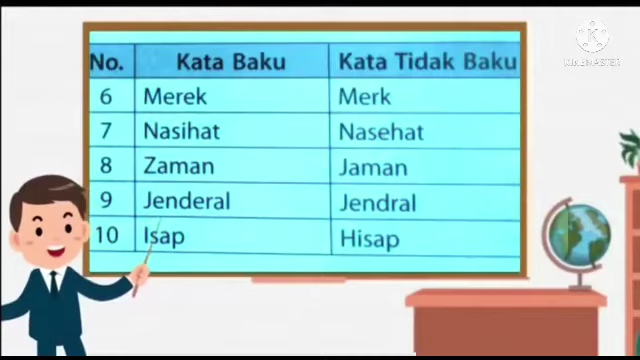 KINEMASTER
No. Kata Baku Kata Tidak Baku
6 Merek Merk
7 Nasihat Nasehat
8 Zaman Jaman
9 Jenderal Jendral
10 Isap Hisap